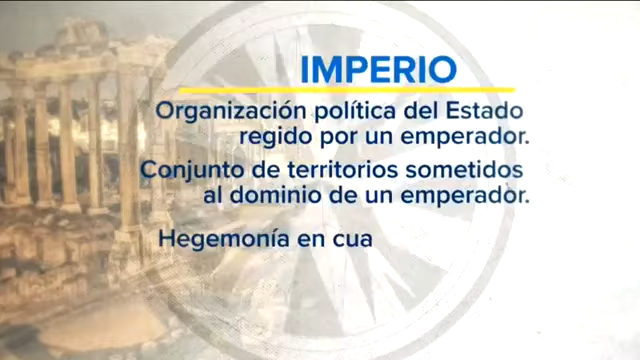 IMPERIO
Organización política del Estado
regido por un emperador.
Conjunto de territorios sometidos
al dominio de un emperador.
Hegemonía en cua